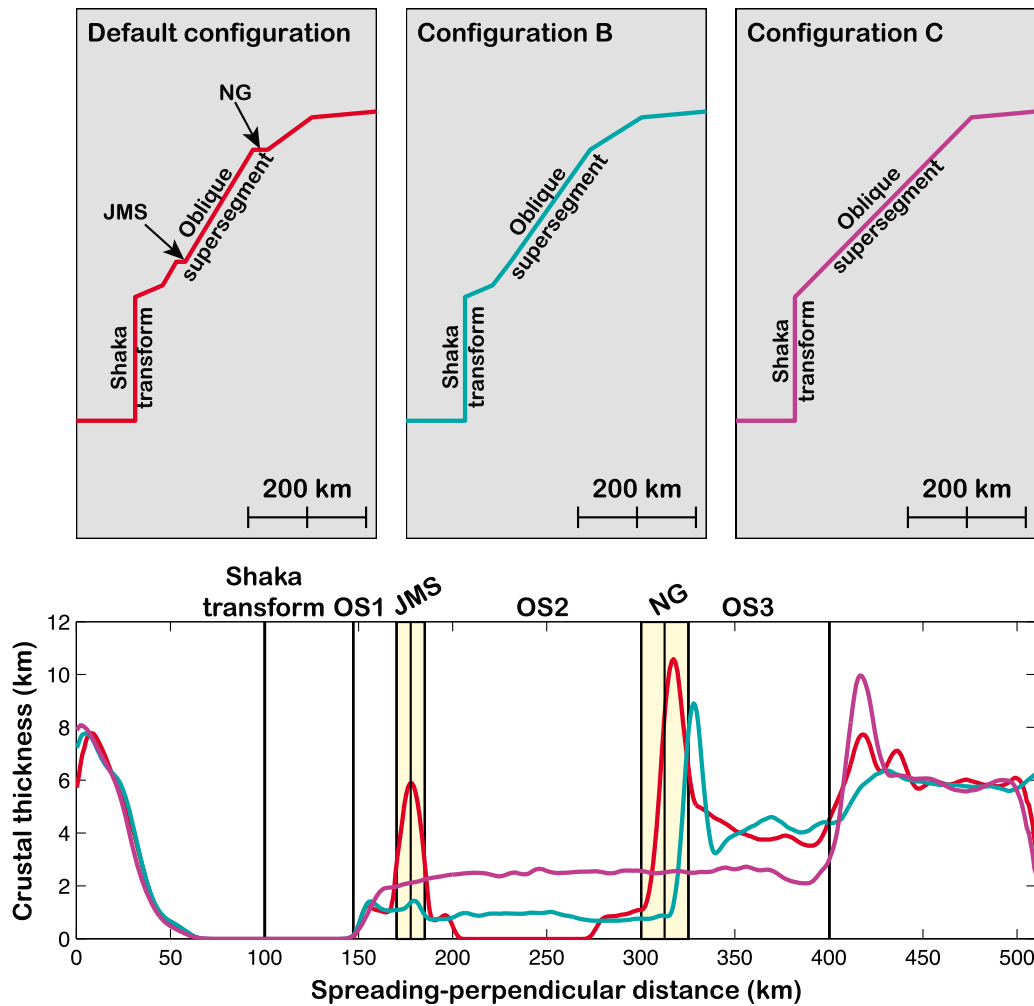 Default configuration
NG
JMS
Oblique
supersegment
Shaka
transform
200 km
Configuration B
Oblique
supersegment
Shaka
transform
200 km
Configuration C
Oblique
supersegment
Shaka
transform
200 km
Shaka
transform
OS1
JMS
OS2
NG
OS3
Crustal thickness (km)
12
10
8
6
4
2
0
0
50
100
150
200
250
300
350
400
450
500
Spreading-perpendicular distance (km)